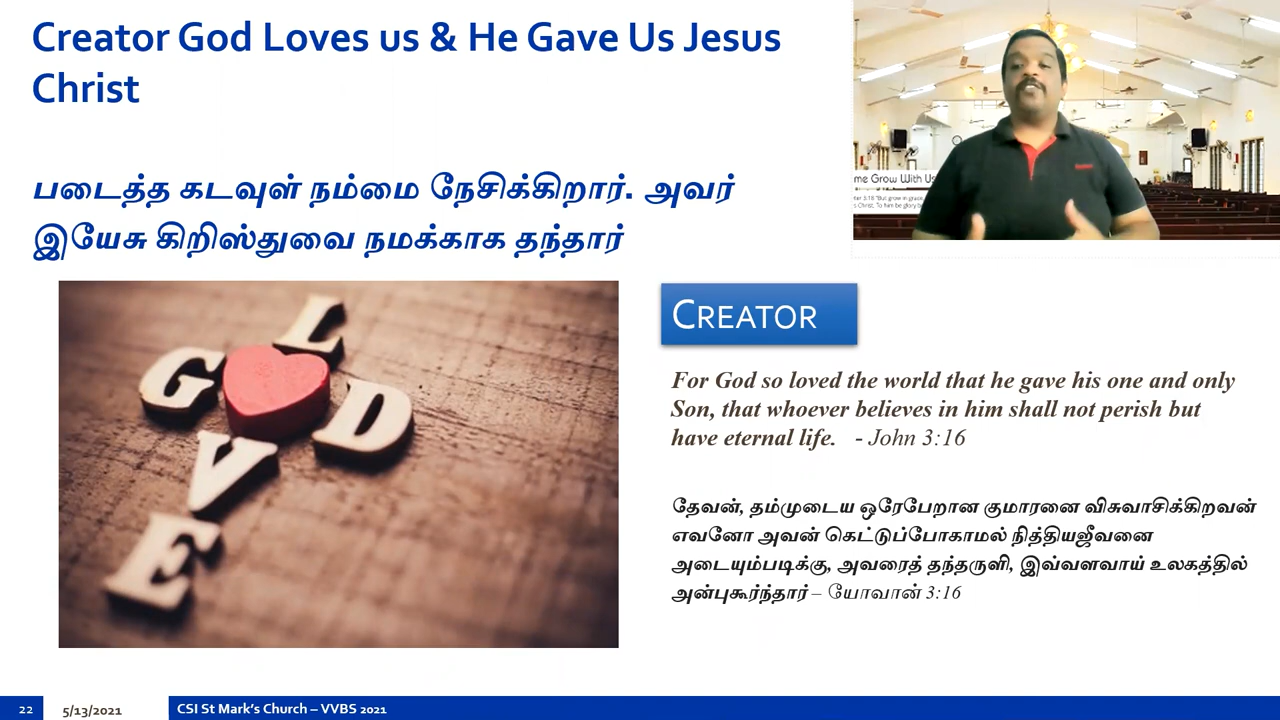 Creator God Loves us & He Gave Us Jesus
Christ
படைத்த கடவுள் நம்மை நேசிக்கிறார். அவர்
இயேசு கிறிஸ்துவை நமக்காக தந்தார்
me Grow With Us
L
G D
V
E
CREATOR
For God so loved the world that he gave his one and only
Son, that whoever believes in him shall not perish but
have eternal life. - John 3:16
தேவன், தம்முடைய ஒரேபேறான குமாரனை விசுவாசிக்கிறவன்
எவனோ அவன் கெட்டுப்போகாமல் நித்தியஜீவனை
அடையும்படிக்கு, அவரைத் தந்தருளி, இவ்வளவாய் உலகத்தில்
அன்புகூர்ந்தார் – யோவான் 3:16
22 5/13/2021 CSI St Mark's Church – VVBS 2021